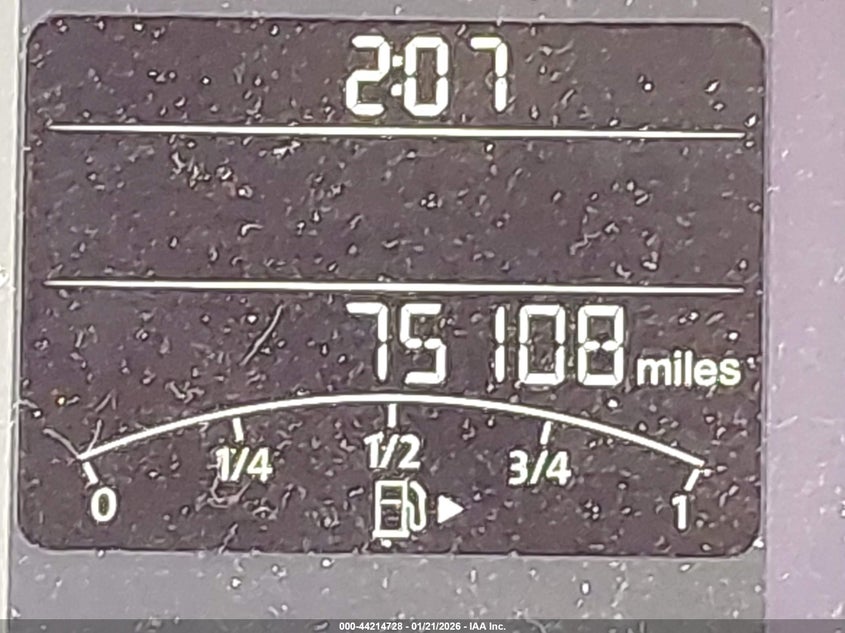 2:07
75108 miles
0 1/4 1/2 3/4 1
000-44214728 - 01/21/2026 - IAA Inc.